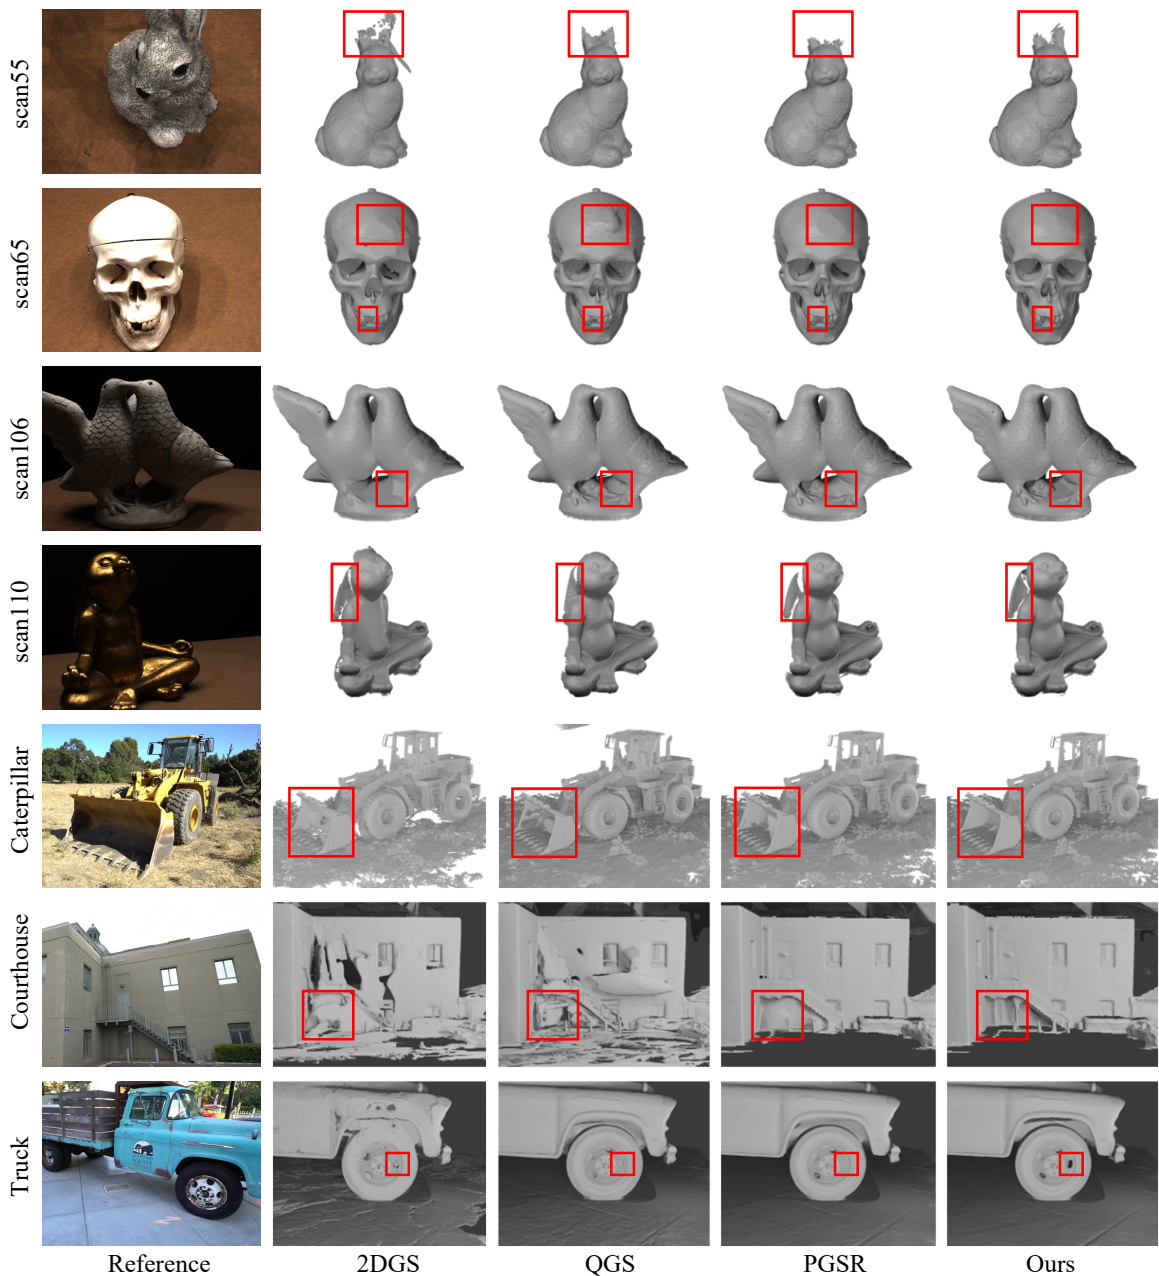 scan55
scan65
scan106
scan110
Caterpillar
Courthouse
Truck
Reference
2DGS
QGS
PGSR
Ours